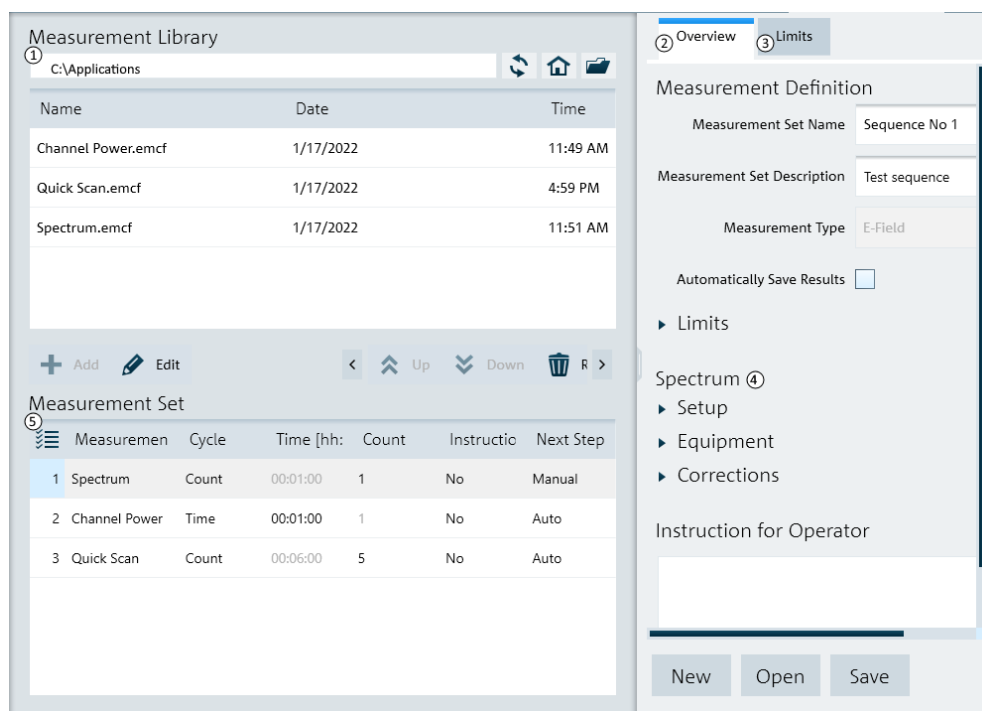 Measurement Library
① C:\Applications
Name Date Time
Channel Power.emcf 1/17/2022 11:49 AM
Quick Scan.emcf 1/17/2022 4:59 PM
Spectrum.emcf 1/17/2022 11:51 AM
Add Edit < Up Down R >
Measurement Set
⑤ Measuremen Cycle Time [hh: Count Instructio Next Step
1 Spectrum Count 00:01:00 1 No Manual
2 Channel Power Time 00:01:00 1 No Auto
3 Quick Scan Count 00:06:00 5 No Auto
② Overview ③ Limits
Measurement Definition
Measurement Set Name Sequence No 1
Measurement Set Description Test sequence
Measurement Type E-Field
Automatically Save Results
Limits
Spectrum ④
Setup
Equipment
Corrections
Instruction for Operator
New Open Save